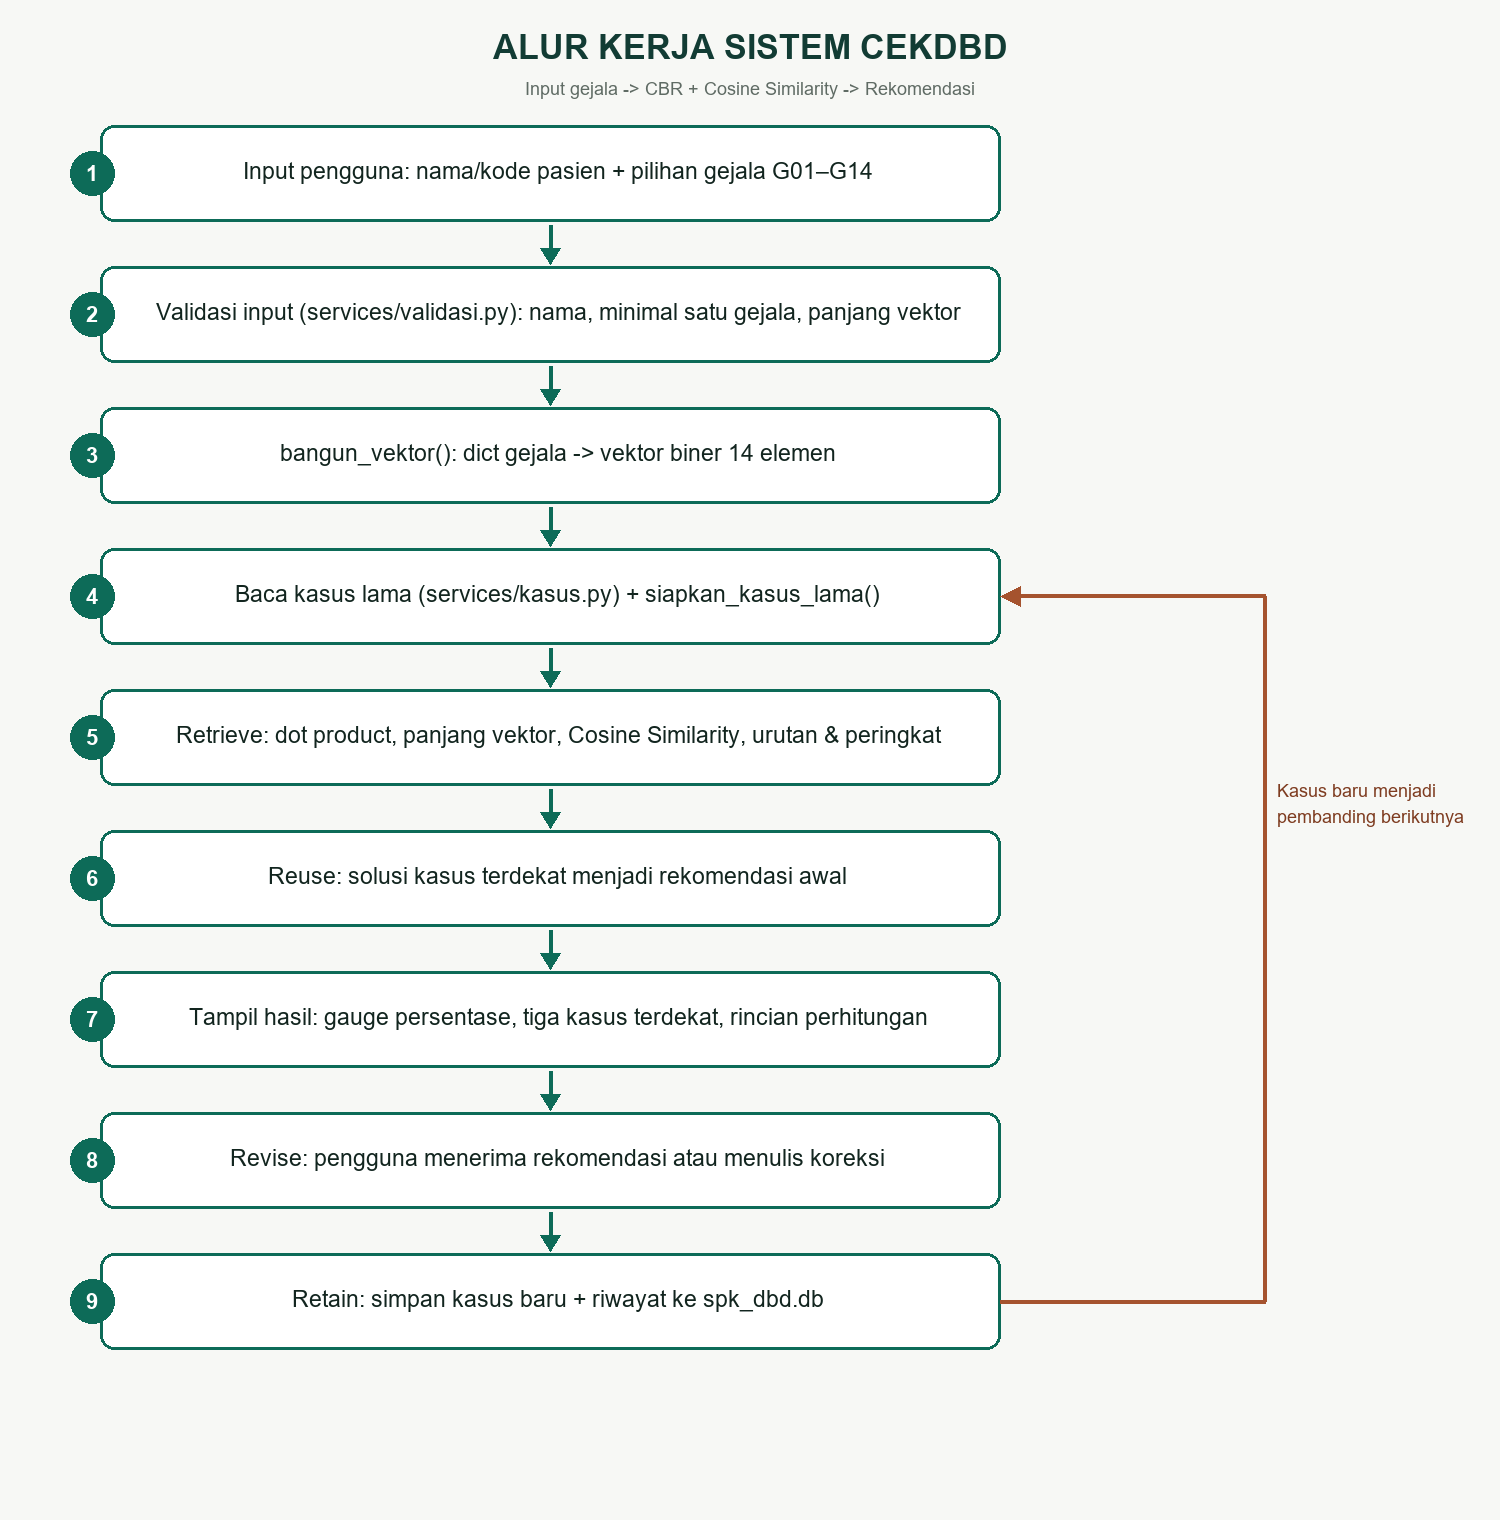 ALUR KERJA SISTEM CEKDBD
Input gejala -> CBR + Cosine Similarity -> Rekomendasi
1
Input pengguna: nama/kode pasien + pilihan gejala G01–G14
2
Validasi input (services/validasi.py): nama, minimal satu gejala, panjang vektor
3
bangun_vektor(): dict gejala -> vektor biner 14 elemen
4
Baca kasus lama (services/kasus.py) + siapkan_kasus_lama()
5
Retrieve: dot product, panjang vektor, Cosine Similarity, urutan & peringkat
Kasus baru menjadi
pembanding berikutnya
6
Reuse: solusi kasus terdekat menjadi rekomendasi awal
7
Tampil hasil: gauge persentase, tiga kasus terdekat, rincian perhitungan
8
Revise: pengguna menerima rekomendasi atau menulis koreksi
9
Retain: simpan kasus baru + riwayat ke spk_dbd.db